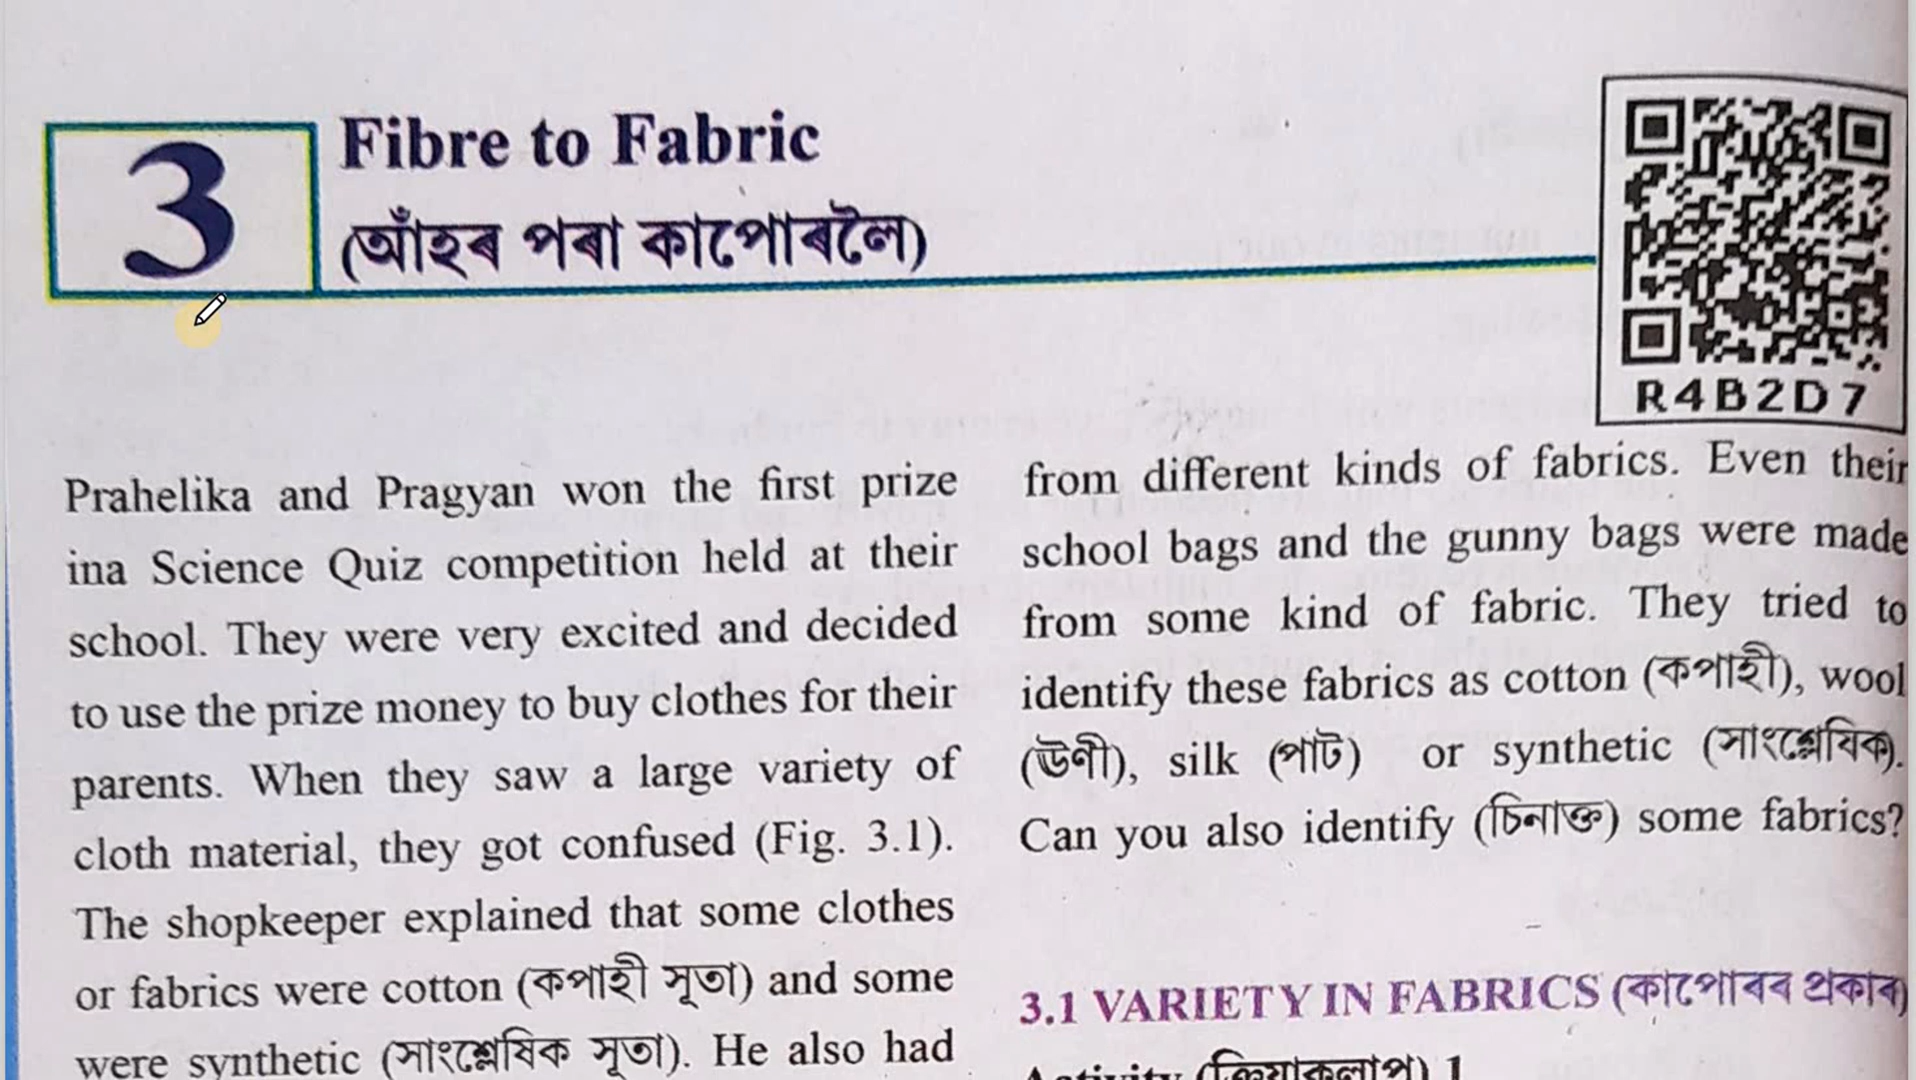 3
Fibre to Fabric
(আঁহৰ পৰা কাপোৰলৈ)
R4B2D7
Prahelika and Pragyan won the first prize
ina Science Quiz competition held at their
school. They were very excited and decided
to use the prize money to buy clothes for their
parents. When they saw a large variety of
cloth material, they got confused (Fig. 3.1).
The shopkeeper explained that some clothes
or fabrics were cotton (কপাহী সূতা) and some
were synthetic (সাংশ্লেষিক সূতা). He also had
from different kinds of fabrics. Even their
school bags and the gunny bags were made
from some kind of fabric. They tried to
identify these fabrics as cotton (কপাহী), wool
(ঊণী), silk (পাট) or synthetic (সাংশ্লেষিক).
Can you also identify (চিনাক্ত) some fabrics?
3.1 VARIETY IN FABRICS (কাপোৰৰ প্ৰকাৰ)
Activity (ক্ৰিয়াকলাপ) 1